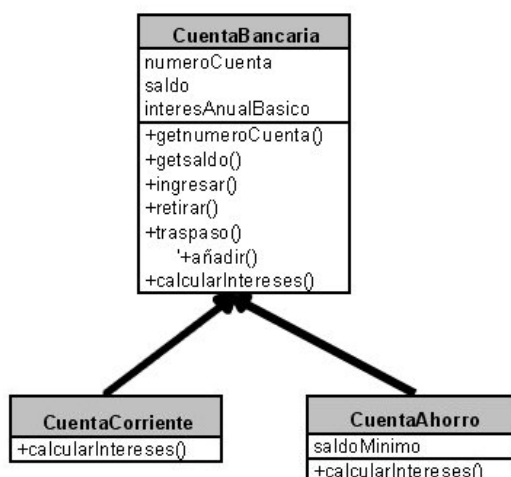 CuentaBancaria
numeroCuenta
saldo
interesAnualBasico
+getnumeroCuenta()
+getsaldo()
+ingresar()
+retirar()
+traspaso()
'+añadir()
+calcularIntereses()
CuentaCorriente
+calcularIntereses()
CuentaAhorro
saldoMinimo
+calcularIntereses()